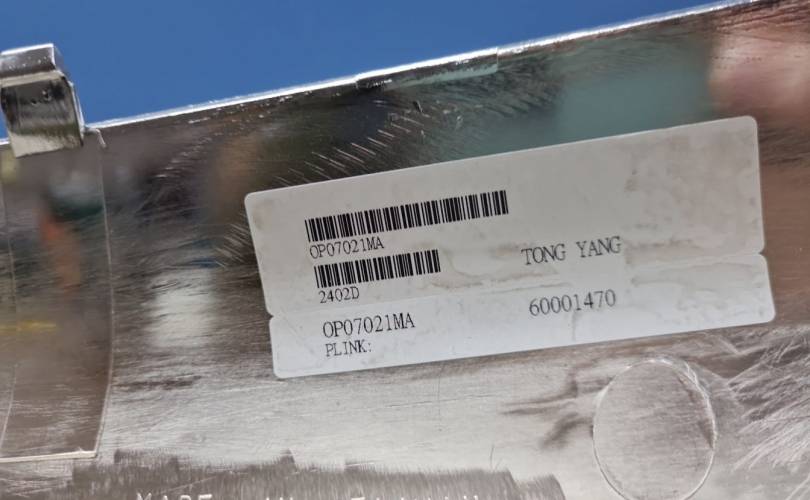 OP07021MA
2402D
TONG YANG
OP07021MA
60001470
PLINK: